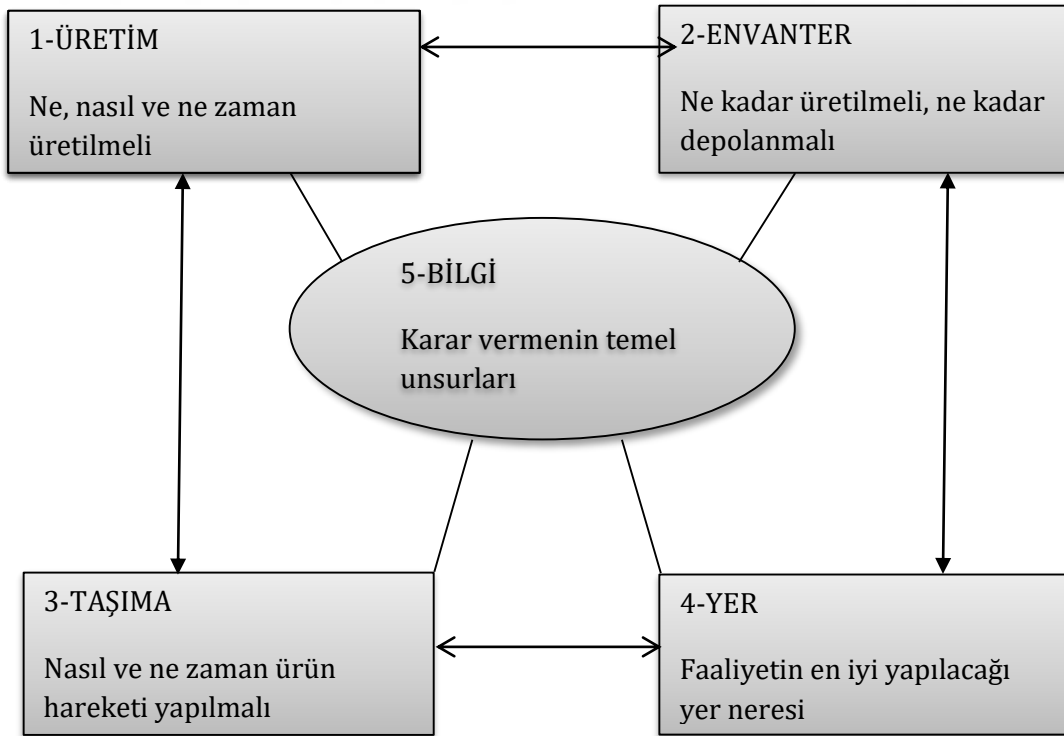 1-ÜRETİM
Ne, nasıl ve ne zaman
üretilmeli
2-ENVANTER
Ne kadar üretilmeli, ne kadar
depolanmalı
5-BİLGİ
Karar vermenin temel
unsurları
3-TAŞIMA
Nasıl ve ne zaman ürün
hareketi yapılmalı
4-YER
Faaliyetin en iyi yapılacağı
yer neresi